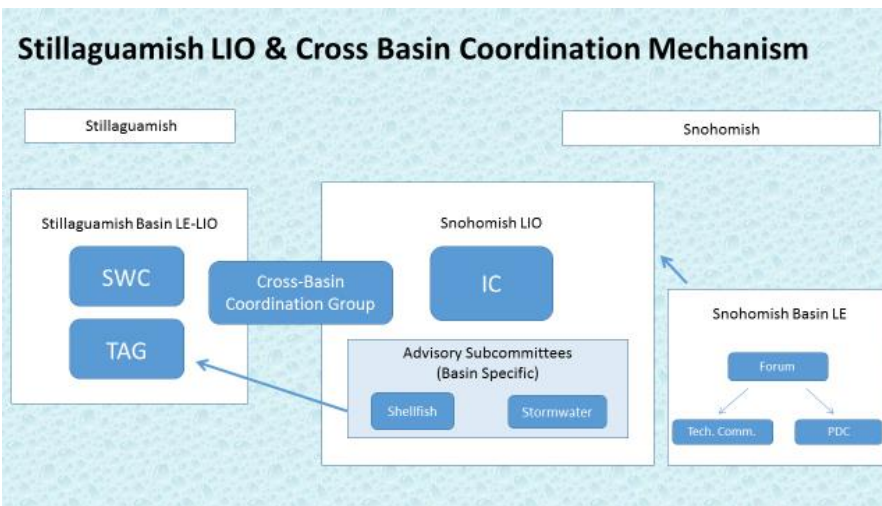 Stillaguamish LIO & Cross Basin Coordination Mechanism
Stillaguamish
Snohomish
Stillaguamish Basin LE-LIO
SWC
TAG
Cross-Basin
Coordination Group
Snohomish LIO
IC
Advisory Subcommittees
(Basin Specific)
Shellfish
Stormwater
Snohomish Basin LE
Forum
Tech. Comm.
PDC